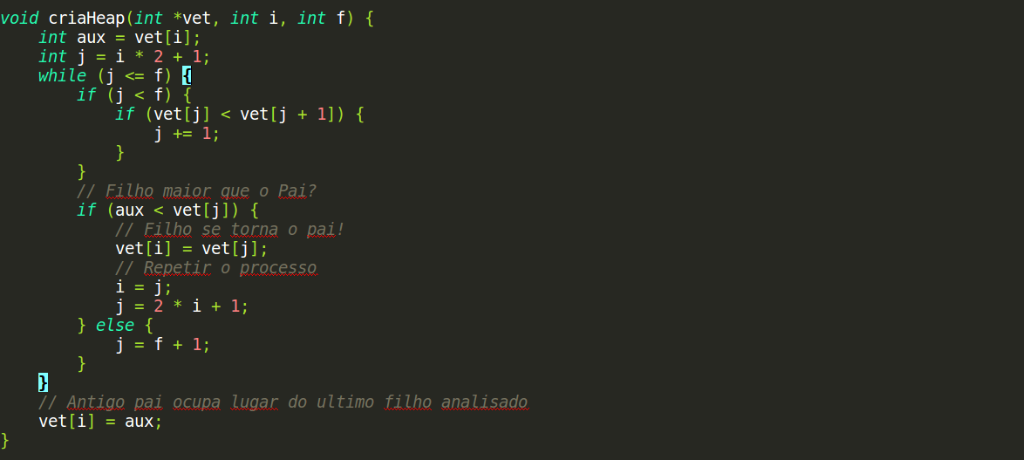 void criaHeap(int *vet, int i, int f) {
    int aux = vet[i];
    int j = i * 2 + 1;
    while (j <= f) {
        if (j < f) {
            if (vet[j] < vet[j + 1]) {
                j += 1;
            }
        }
        // Filho maior que o Pai?
        if (aux < vet[j]) {
            // Filho se torna o pai!
            vet[i] = vet[j];
            // Repetir o processo
            i = j;
            j = 2 * i + 1;
        } else {
            j = f + 1;
        }
    }
    // Antigo pai ocupa lugar do ultimo filho analisado
    vet[i] = aux;
}